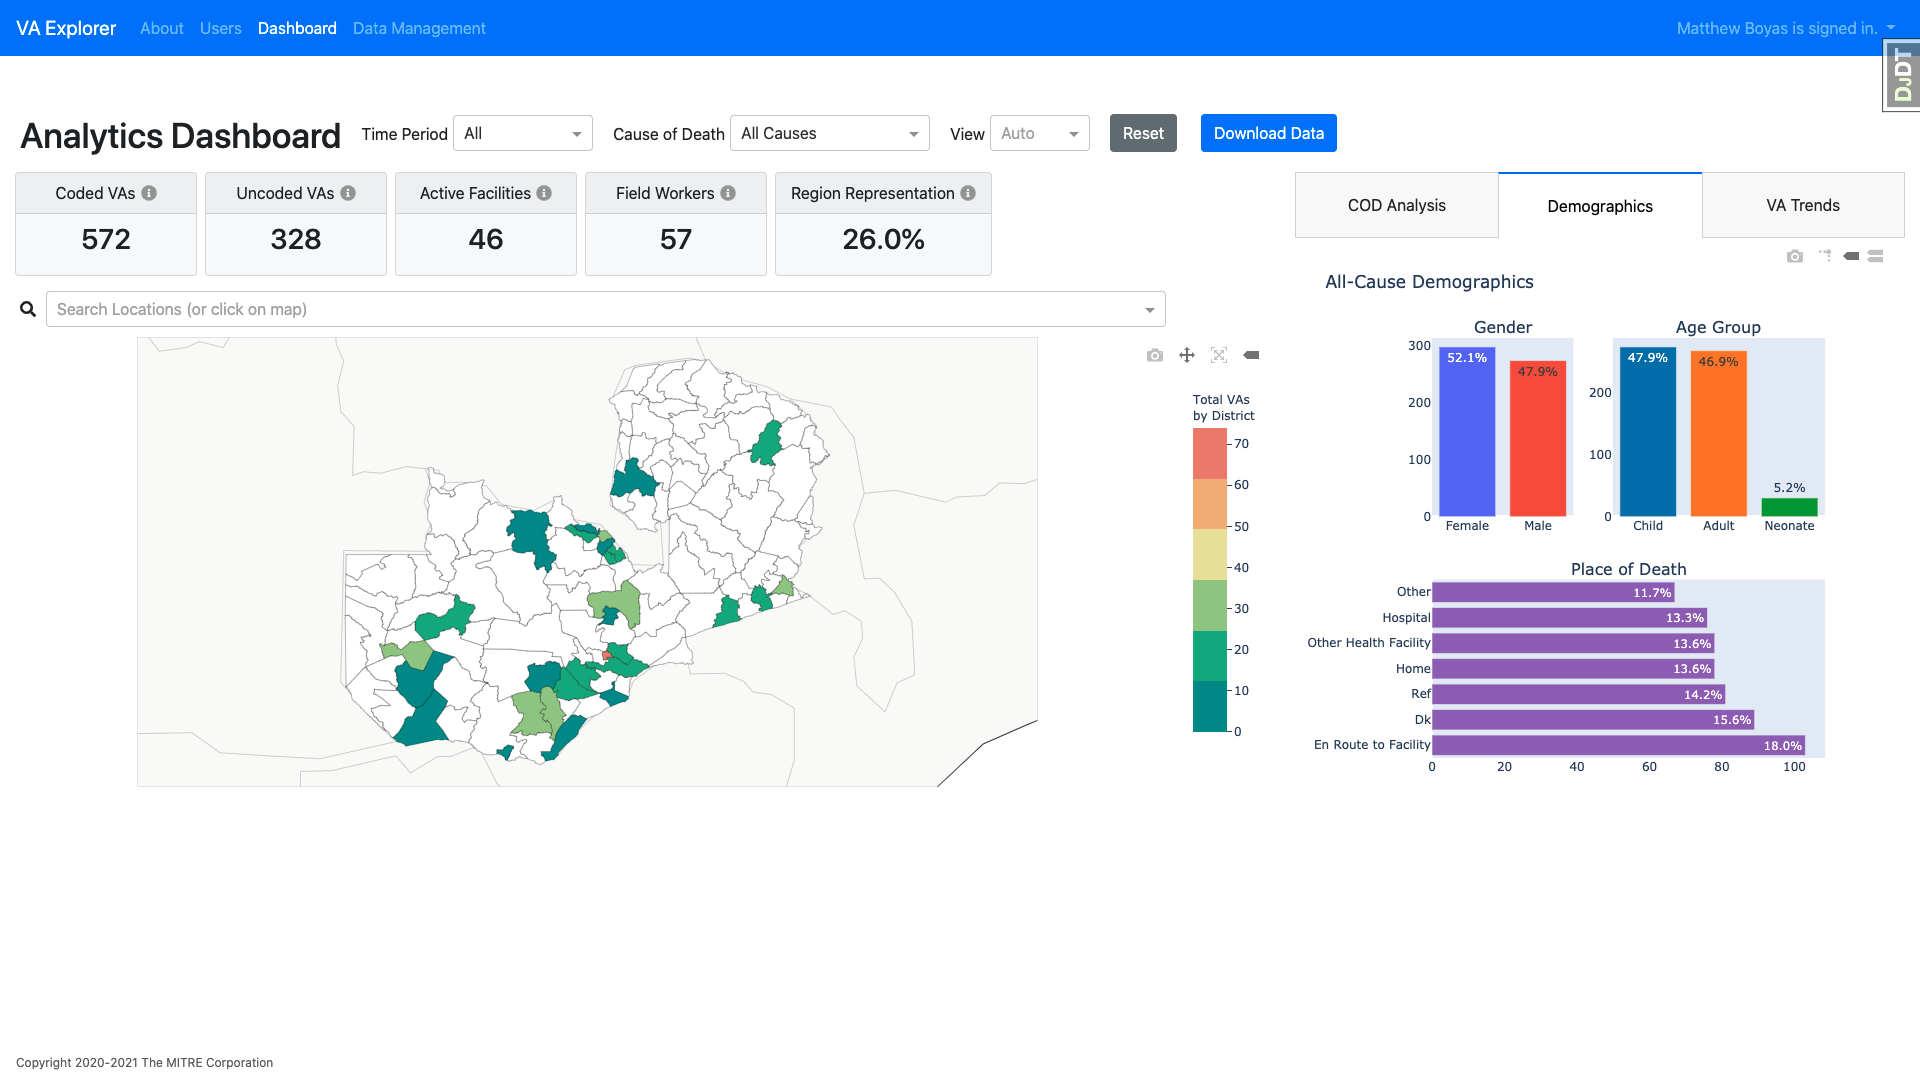 VA Explorer About Users Dashboard Data Management Matthew Boyas is signed in.
DJDT
Analytics Dashboard Time Period All Cause of Death All Causes View Auto Reset Download Data
Coded VAs Uncoded VAs Active Facilities Field Workers Region Representation
572 328 46 57 26.0%
COD Analysis Demographics VA Trends
Search Locations (or click on map)
Total VAs
by District
70
60
50
40
30
20
10
0
All-Cause Demographics
Gender
300
200
100
0
52.1%
47.9%
Female Male
Age Group
200
100
0
47.9%
46.9%
5.2%
Child Adult Neonate
Place of Death
Other 11.7%
Hospital 13.3%
Other Health Facility 13.6%
Home 13.6%
Ref 14.2%
Dk 15.6%
En Route to Facility 18.0%
0 20 40 60 80 100
Copyright 2020-2021 The MITRE Corporation